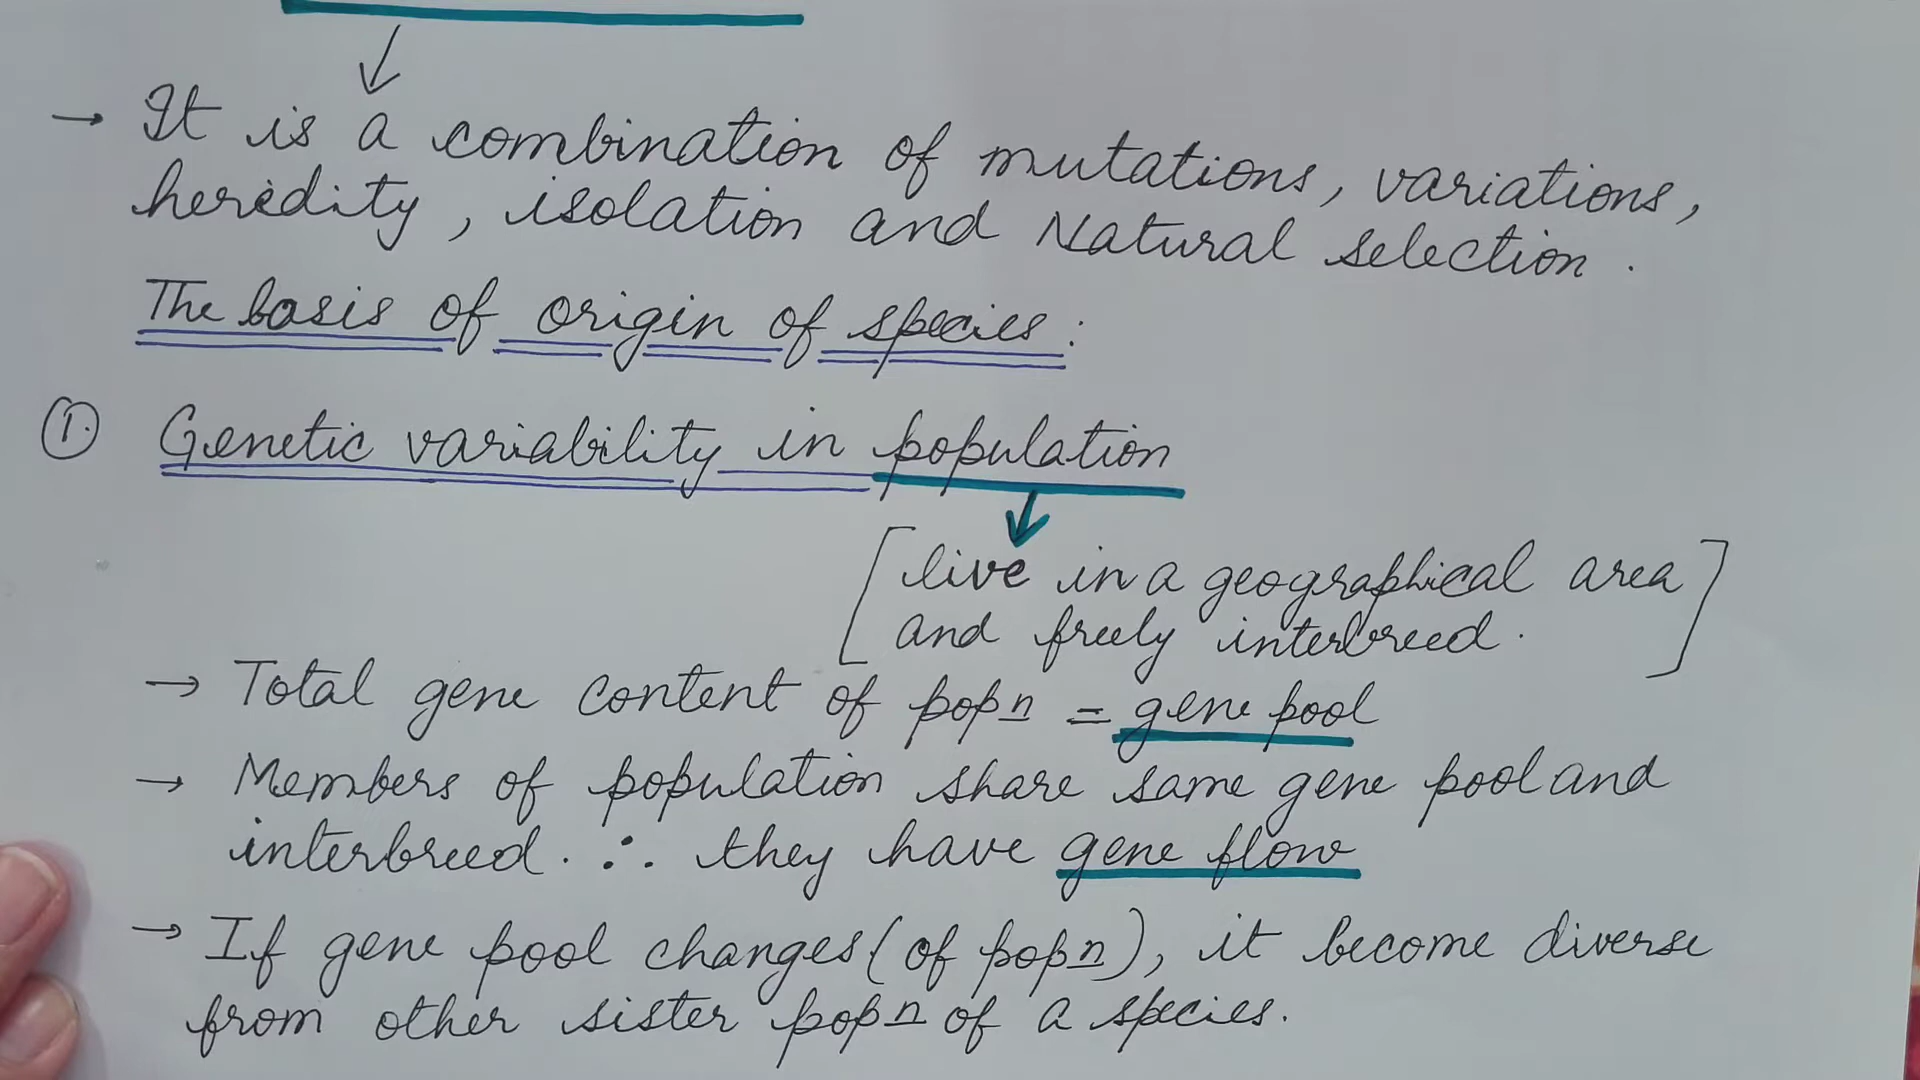 → It is a combination of mutations, variations,
heredity, isolation and Natural selection.
The basis of origin of species:
① Genetic variability in population
[live in a geographical area
and freely interbreed.]
→ Total gene content of popn = gene pool
→ Members of population share same gene pool and
interbreed. ∴ they have gene flow
→ If gene pool changes (of popn), it become diverse
from other sister popn of a species.